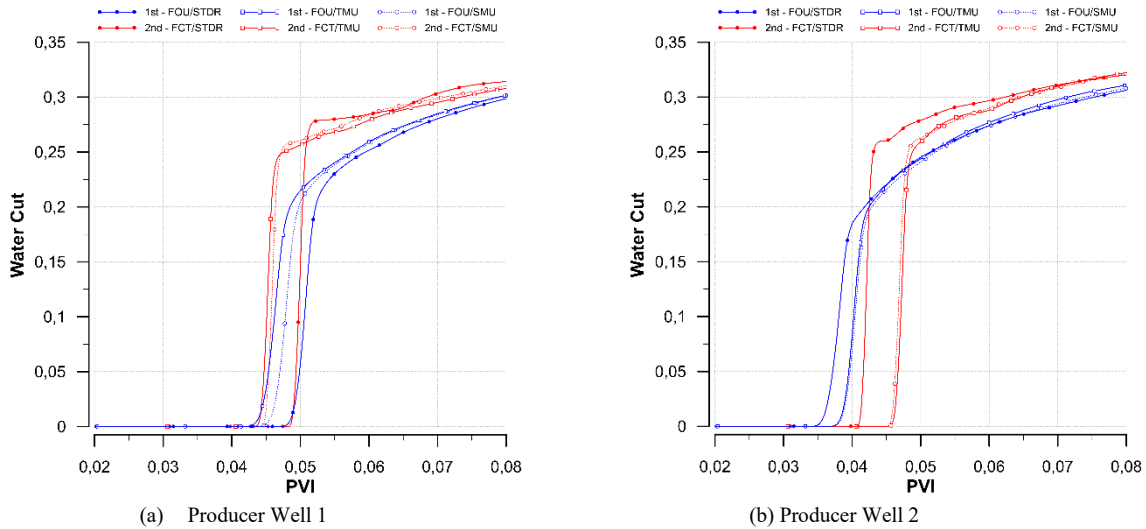 1st - FOU/STDR 1st - FOU/TMU 1st - FOU/SMU
2nd - FCT/STDR 2nd - FCT/TMU 2nd - FCT/SMU
0,35
0,3
0,25
0,2
0,15
0,1
0,05
0
Water Cut
0,02 0,03 0,04 0,05 0,06 0,07 0,08
PVI
(a) Producer Well 1
1st - FOU/STDR 1st - FOU/TMU 1st - FOU/SMU
2nd - FCT/STDR 2nd - FCT/TMU 2nd - FCT/SMU
0,35
0,3
0,25
0,2
0,15
0,1
0,05
0
Water Cut
0,02 0,03 0,04 0,05 0,06 0,07 0,08
PVI
(b) Producer Well 2